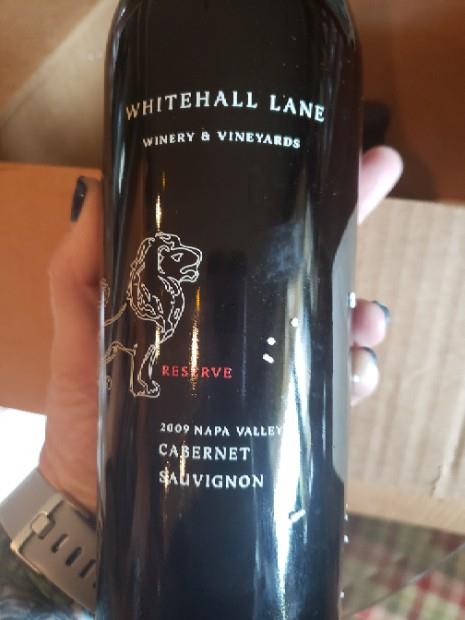 WHITEHALL LANE
WINERY & VINEYARDS
RESERVE
2009 NAPA VALLEY
CABERNET
SAUVIGNON